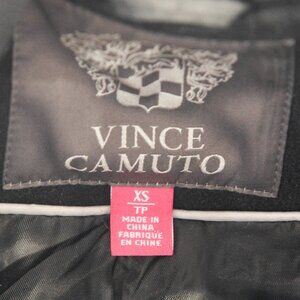 VINCE
CAMUTO
XS
TP
MADE IN
CHINA
FABRIQUÉ
EN CHINE